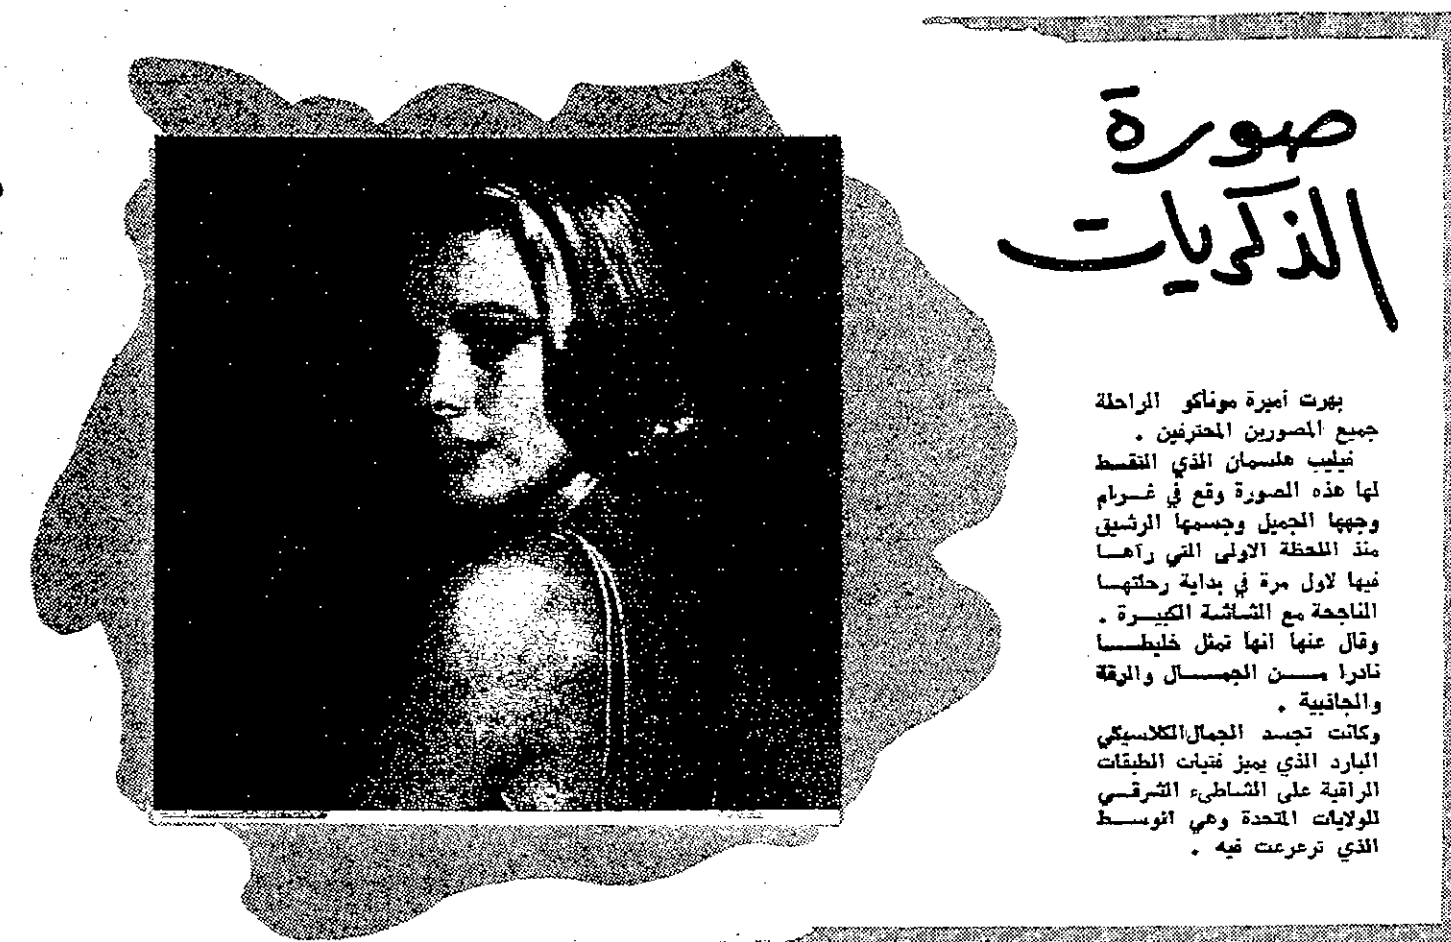 صورة
الذكريات
بهرت أميرة موناكو الراحلة
جميع المصورين المحترفين .
فيليب هلسمان الذي التقط
لها هذه الصورة وقع في غرام
وجهها الجميل وجسمها الرشيق
منذ اللحظة الاولى التي رآها
فيها لاول مرة في بداية رحلتها
الناجحة مع الشاشة الكبيرة .
وقال عنها انها تمثل خليطا
نادرا من الجمال والرقة
والجاذبية .
وكانت تجسد الجمال الكلاسيكي
البارد الذي يميز فتيات الطبقات
الراقية على الشاطىء الشرقي
للولايات المتحدة وهي الوسط
الذي ترعرعت فيه .